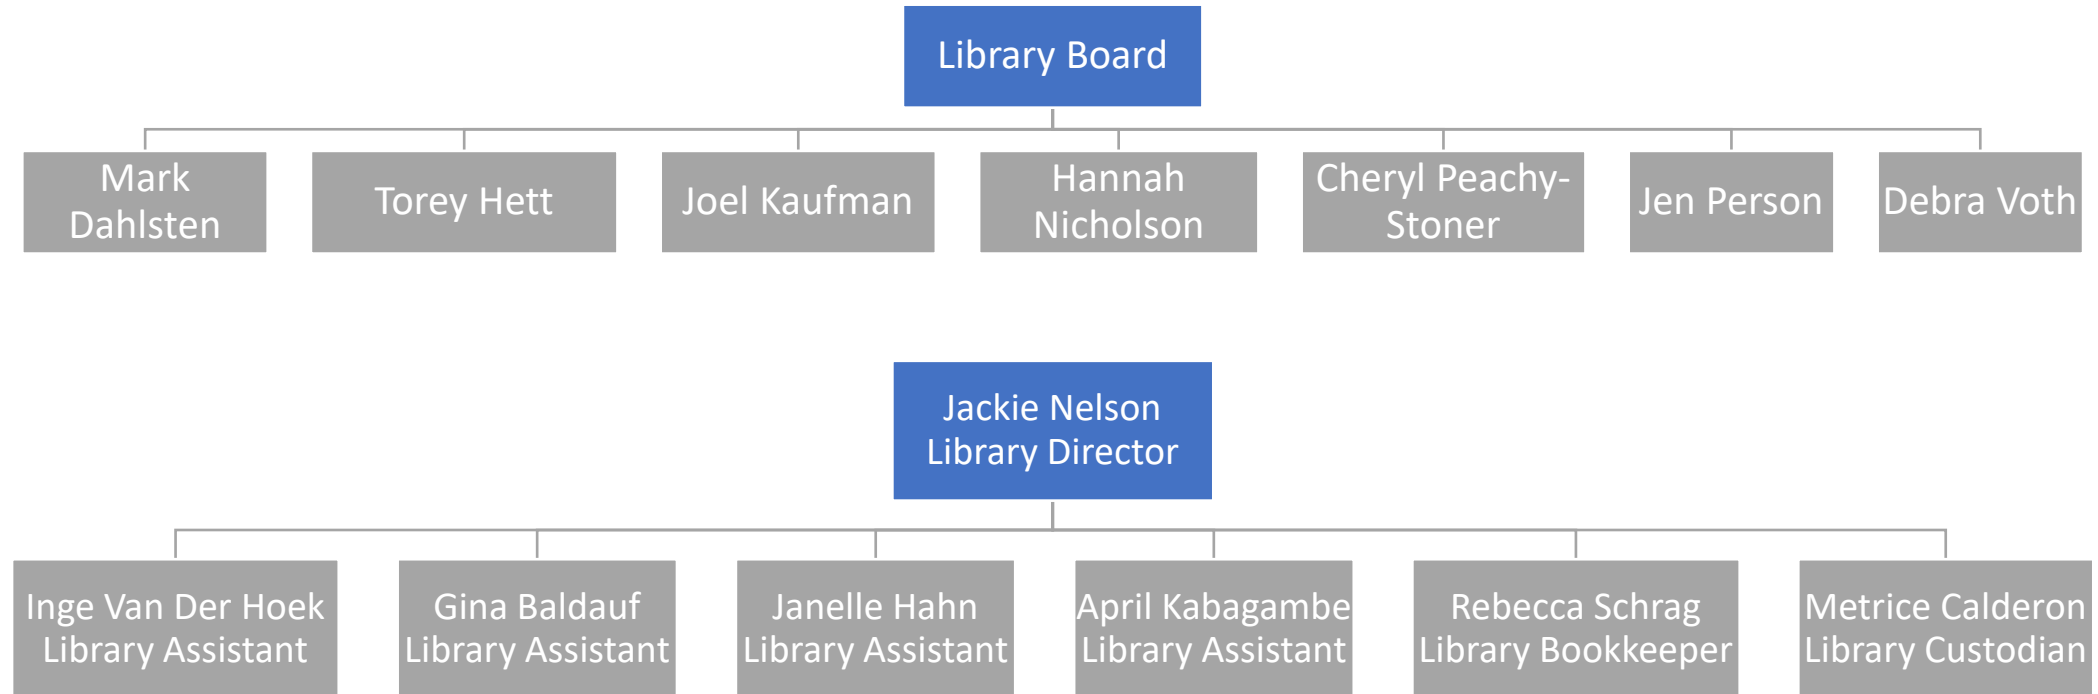 Library Board
Mark
Dahlsten
Torey Hett
Joel Kaufman
Hannah
Nicholson
Cheryl Peachy-
Stoner
Jen Person
Debra Voth
Jackie Nelson
Library Director
Inge Van Der Hoek
Library Assistant
Gina Baldauf
Library Assistant
Janelle Hahn
Library Assistant
April Kabagambe
Library Assistant
Rebecca Schrag
Library Bookkeeper
Metrice Calderon
Library Custodian